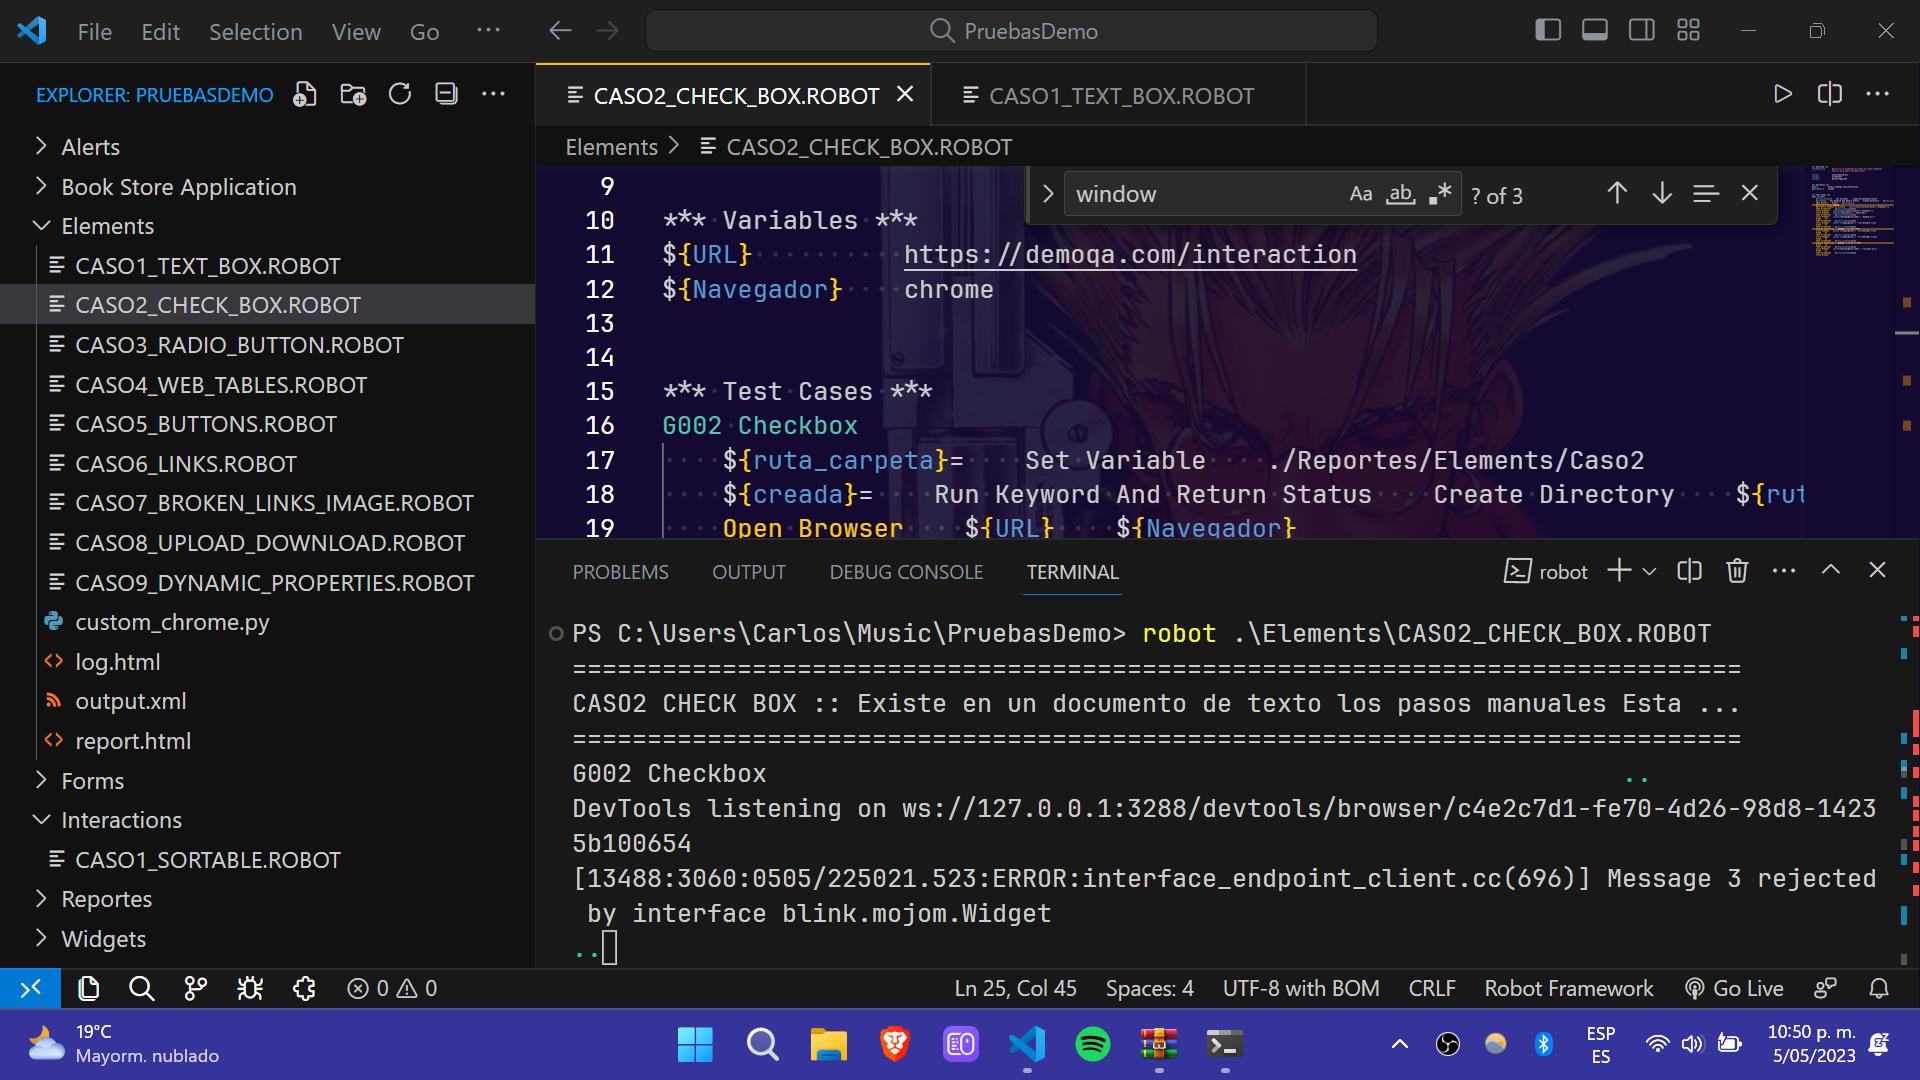 File Edit Selection View Go ...
PruebasDemo
EXPLORER: PRUEBASDEMO
Alerts
Book Store Application
Elements
CASO1_TEXT_BOX.ROBOT
CASO2_CHECK_BOX.ROBOT
CASO3_RADIO_BUTTON.ROBOT
CASO4_WEB_TABLES.ROBOT
CASO5_BUTTONS.ROBOT
CASO6_LINKS.ROBOT
CASO7_BROKEN_LINKS_IMAGE.ROBOT
CASO8_UPLOAD_DOWNLOAD.ROBOT
CASO9_DYNAMIC_PROPERTIES.ROBOT
custom_chrome.py
log.html
output.xml
report.html
Forms
Interactions
CASO1_SORTABLE.ROBOT
Reportes
Widgets
CASO2_CHECK_BOX.ROBOT CASO1_TEXT_BOX.ROBOT
Elements > CASO2_CHECK_BOX.ROBOT
window Aa ab .* ? of 3
9
10 *** Variables ***
11 ${URL} https://demoqa.com/interaction
12 ${Navegador} chrome
13
14
15 *** Test Cases ***
16 G002 Checkbox
17 ${ruta_carpeta}= Set Variable ./Reportes/Elements/Caso2
18 ${creada}= Run Keyword And Return Status Create Directory ${rut
19 Open Browser ${URL} ${Navegador}
PROBLEMS OUTPUT DEBUG CONSOLE TERMINAL robot
PS C:\Users\Carlos\Music\PruebasDemo> robot .\Elements\CASO2_CHECK_BOX.ROBOT
==============================================================================
CASO2 CHECK BOX :: Existe en un documento de texto los pasos manuales Esta ...
==============================================================================
G002 Checkbox ..
DevTools listening on ws://127.0.0.1:3288/devtools/browser/c4e2c7d1-fe70-4d26-98d8-1423
5b100654
[13488:3060:0505/225021.523:ERROR:interface_endpoint_client.cc(696)] Message 3 rejected
by interface blink.mojom.Widget
..
0 0 Ln 25, Col 45 Spaces: 4 UTF-8 with BOM CRLF Robot Framework Go Live
19°C
Mayorm. nublado
ESP
ES
10:50 p. m.
5/05/2023